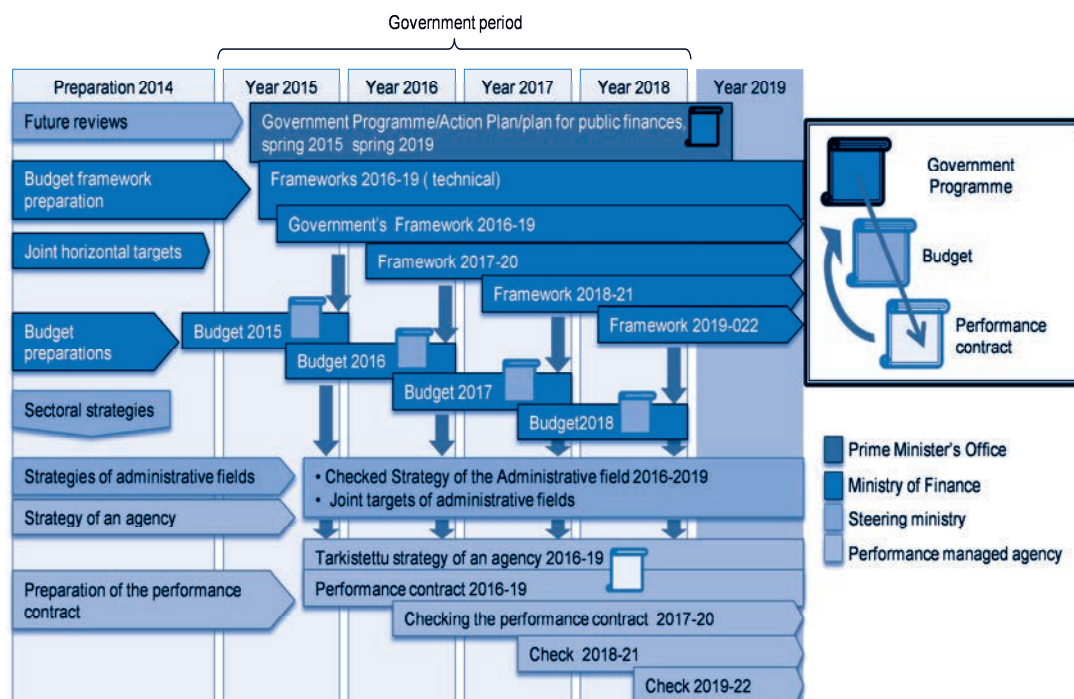 Government period
Preparation 2014
Year 2015
Year 2016
Year 2017
Year 2018
Year 2019
Future reviews
Government Programme/Action Plan/plan for public finances,
spring 2015 spring 2019
Budget framework
preparation
Frameworks 2016-19 ( technical)
Government's Framework 2016-19
Joint horizontal targets
Framework 2017-20
Framework 2018-21
Framework 2019-022
Budget
preparations
Budget 2015
Budget 2016
Budget 2017
Budget2018
Sectoral strategies
Strategies of administrative fields
• Checked Strategy of the Administrative field 2016-2019
• Joint targets of administrative fields
Strategy of an agency
Tarkistettu strategy of an agency 2016-19
Preparation of the performance
contract
Performance contract 2016-19
Checking the performance contract 2017-20
Check 2018-21
Check 2019-22
Government
Programme
Budget
Performance
contract
Prime Minister's Office
Ministry of Finance
Steering ministry
Performance managed agency